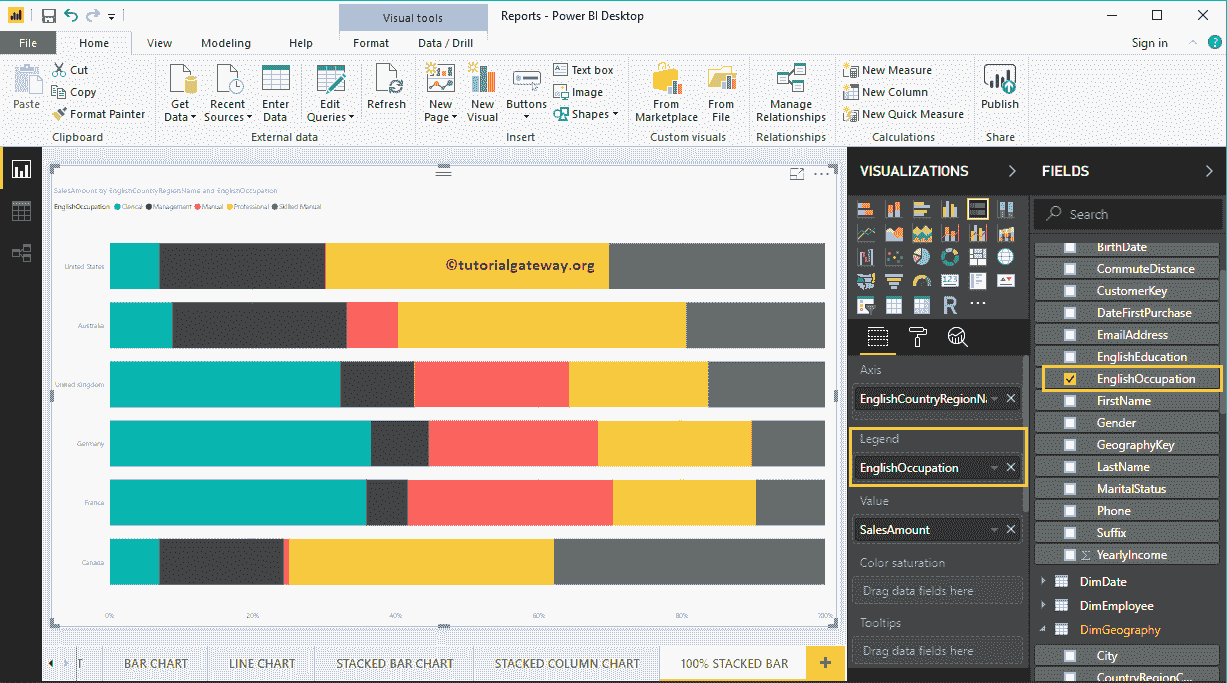 Visual tools
Reports - Power BI Desktop
File
Home
View
Modeling
Help
Format
Data / Drill
Sign in
Paste
Cut
Copy
Format Painter
Clipboard
Get Data
Recent Sources
Enter Data
Edit Queries
External data
Refresh
New Page
New Visual
Buttons
Text box
Image
Shapes
Insert
From Marketplace
From File
Custom visuals
Manage Relationships
Relationships
New Measure
New Column
New Quick Measure
Calculations
Publish
Share
SalesAmount by EnglishCountryRegionName and EnglishOccupation
EnglishOccupation Clerical Management Manual Professional Skilled Manual
United States
©tutorialgateway.org
Australia
United Kingdom
Germany
France
Canada
0% 20% 40% 60% 80% 100%
T
BAR CHART
LINE CHART
STACKED BAR CHART
STACKED COLUMN CHART
100% STACKED BAR
+
VISUALIZATIONS
123
R
Axis
EnglishCountryRegionN
Legend
EnglishOccupation
Value
SalesAmount
Color saturation
Drag data fields here
Tooltips
Drag data fields here
FIELDS
Search
BirthDate
CommuteDistance
CustomerKey
DateFirstPurchase
EmailAddress
EnglishEducation
EnglishOccupation
FirstName
Gender
GeographyKey
LastName
MaritalStatus
Phone
Suffix
Σ YearlyIncome
DimDate
DimEmployee
DimGeography
City
CountryRegionC...